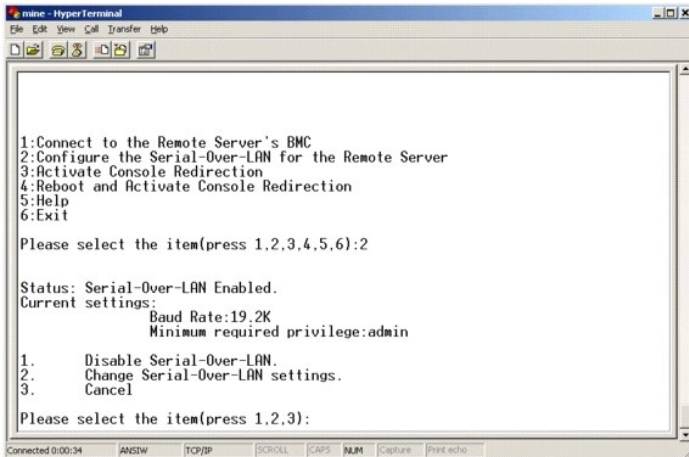 mine - HyperTerminal
File Edit View Call Transfer Help
1:Connect to the Remote Server's BMC
2:Configure the Serial-Over-LAN for the Remote Server
3:Activate Console Redirection
4:Reboot and Activate Console Redirection
5:Help
6:Exit
Please select the item(press 1,2,3,4,5,6):2
Status: Serial-Over-LAN Enabled.
Current settings:
Baud Rate:19.2K
Minimum required privilege:admin
1. Disable Serial-Over-LAN.
2. Change Serial-Over-LAN settings.
3. Cancel
Please select the item(press 1,2,3):
Connected 0:00:34 ANSIW TCP/IP SCROLL CAPS NUM Capture Print echo